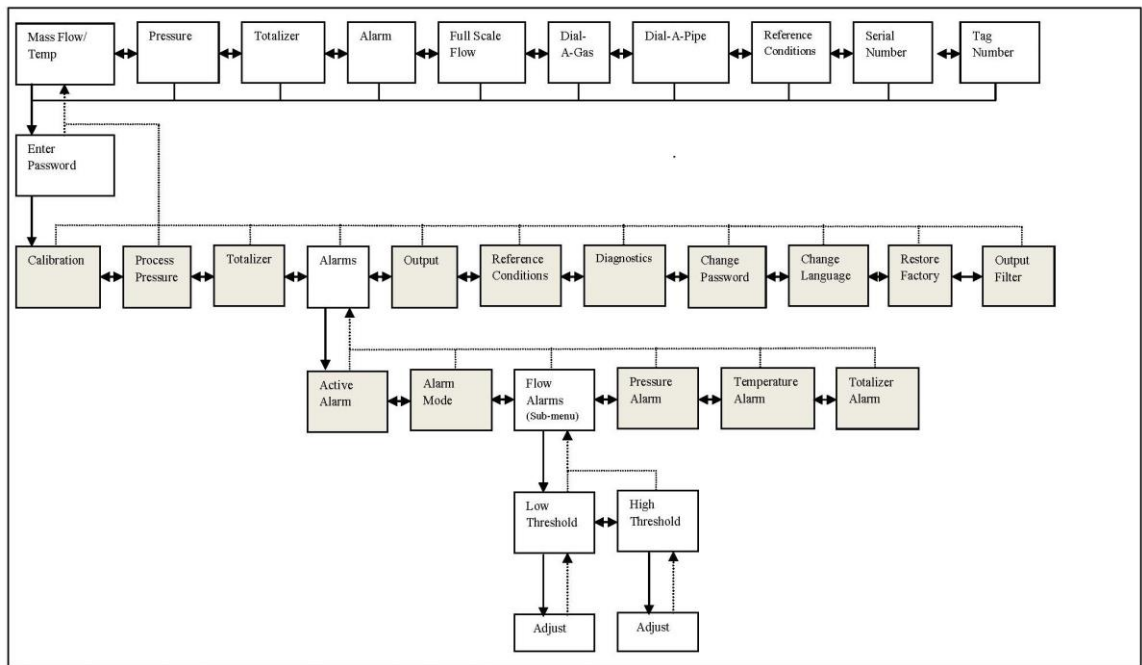 Mass Flow/
Temp
Pressure
Totalizer
Alarm
Full Scale
Flow
Dial-
A-Gas
Dial-A-Pipe
Reference
Conditions
Serial
Number
Tag
Number
Enter
Password
Calibration
Process
Pressure
Totalizer
Alarms
Output
Reference
Conditions
Diagnostics
Change
Password
Change
Language
Restore
Factory
Output
Filter
Active
Alarm
Alarm
Mode
Flow
Alarms
(Sub-menu)
Pressure
Alarm
Temperature
Alarm
Totalizer
Alarm
Low
Threshold
High
Threshold
Adjust
Adjust